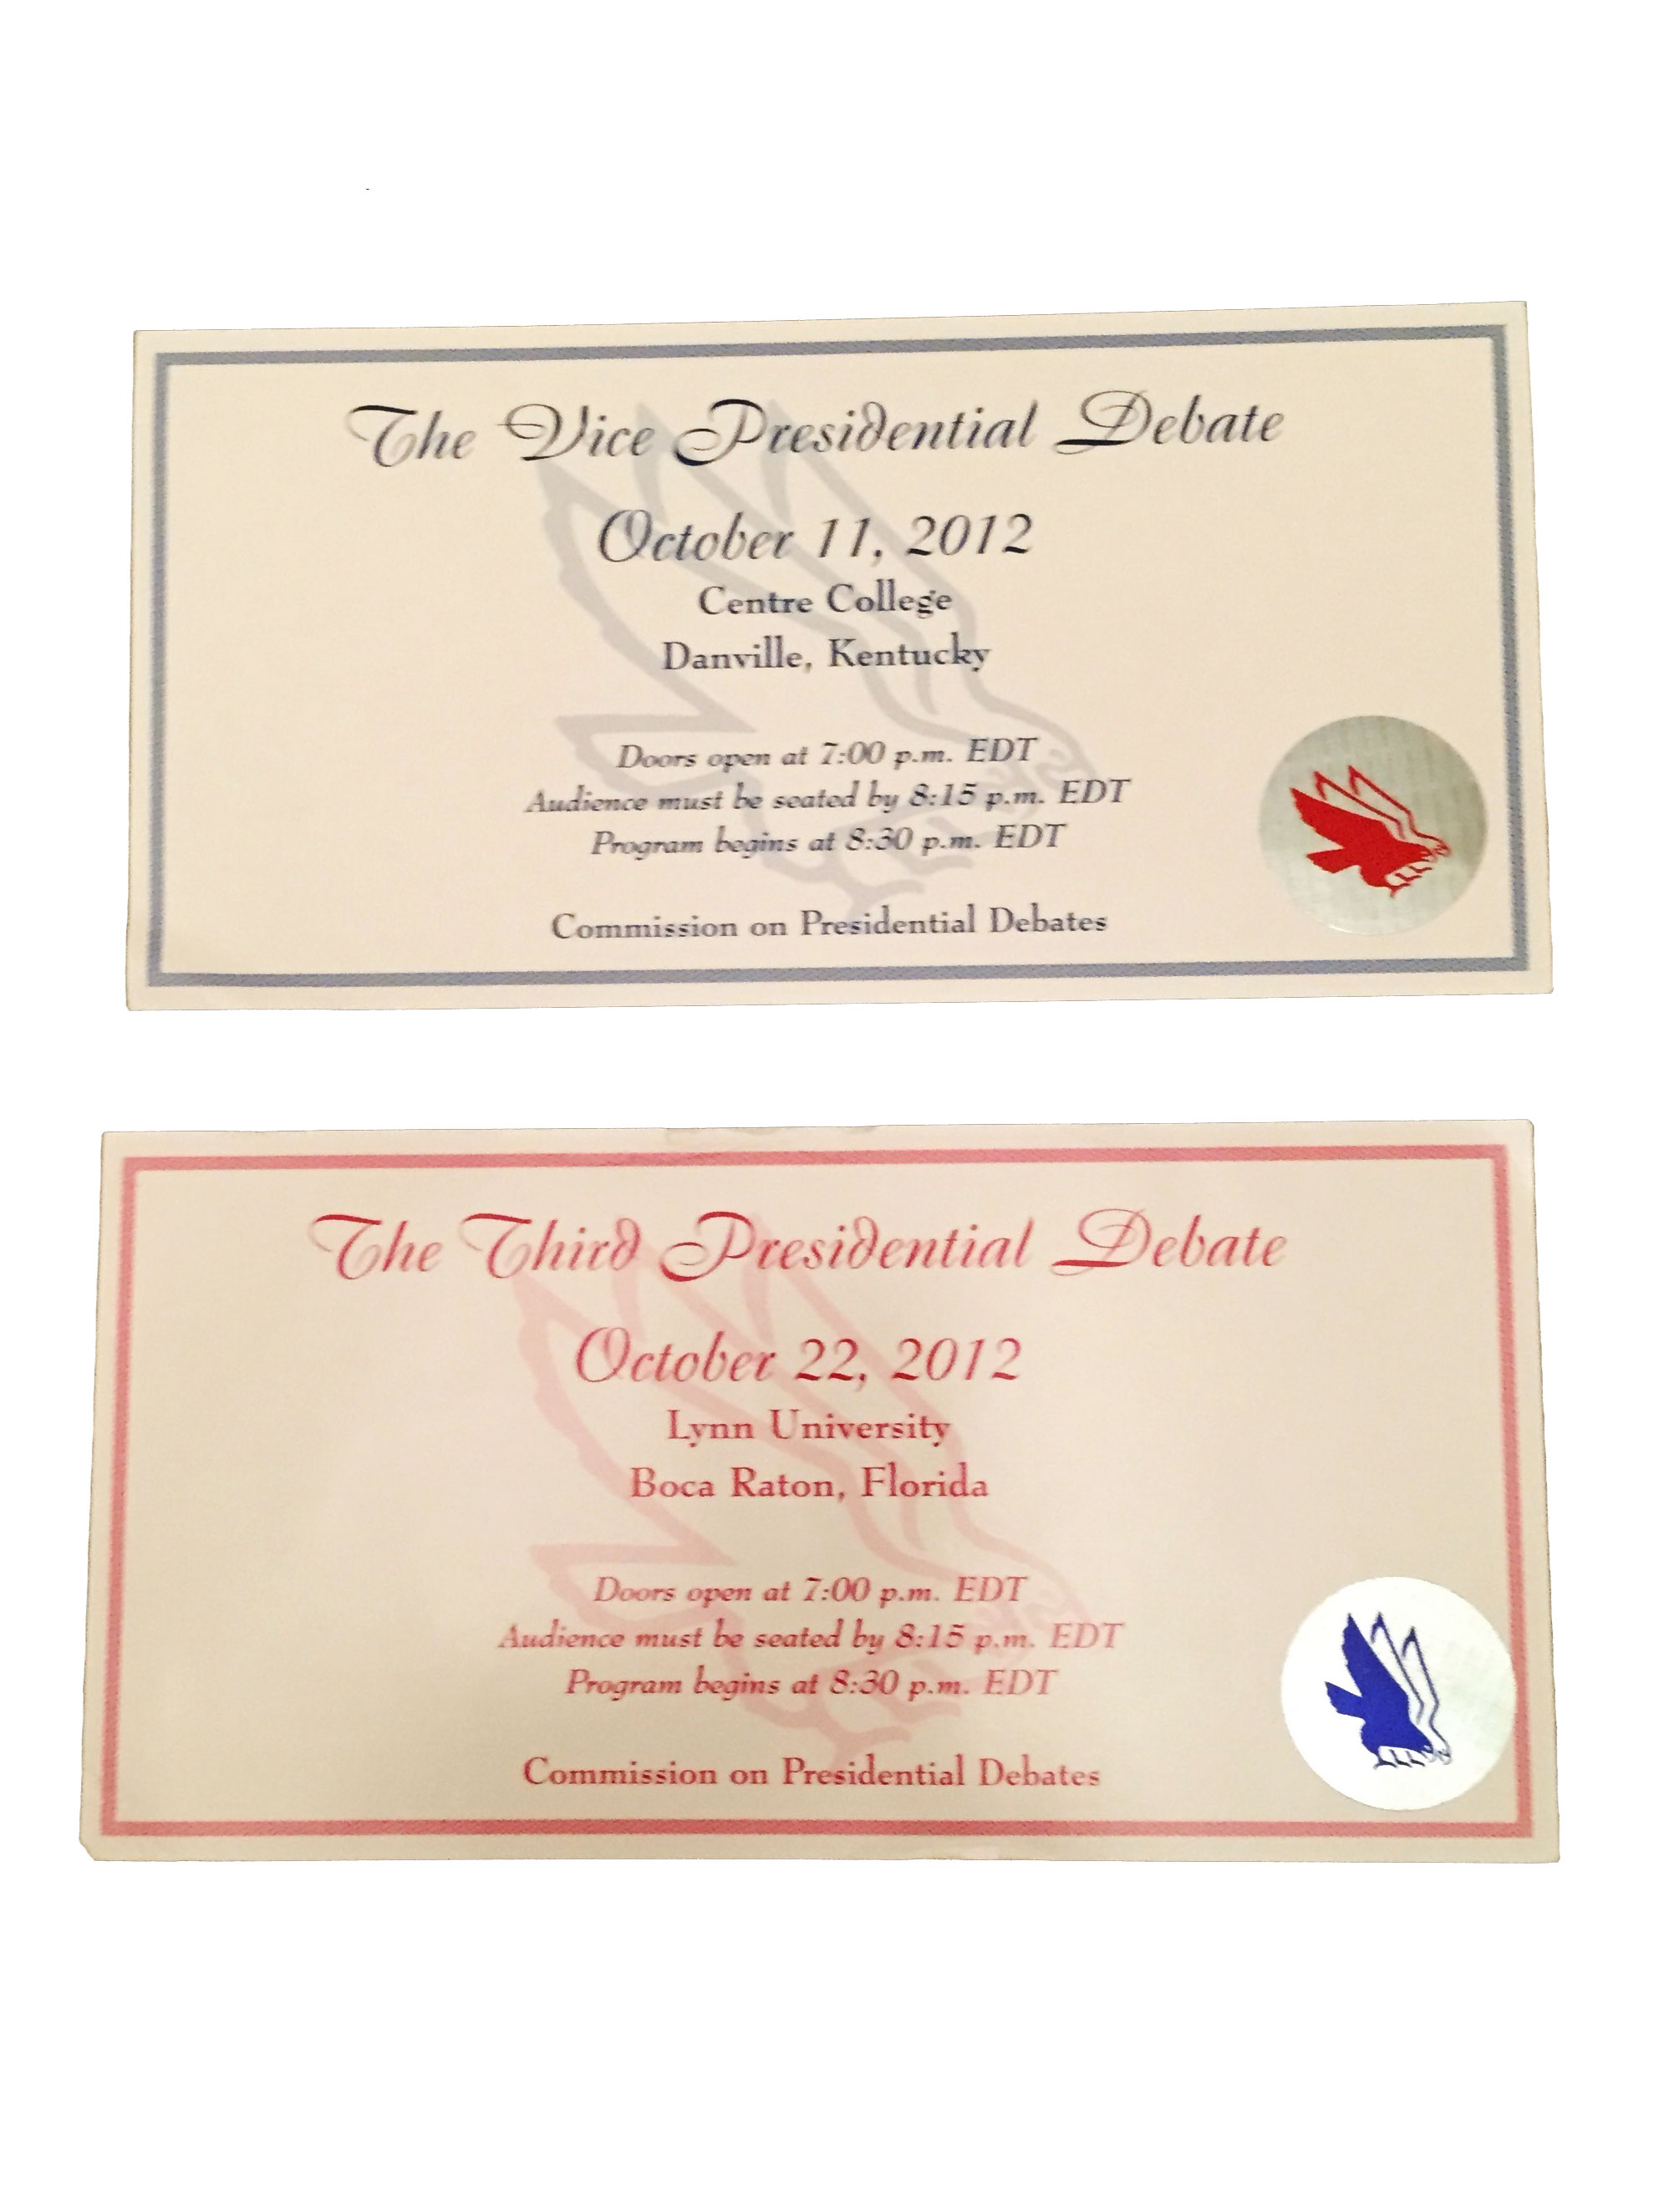 The Vice Presidential Debate
October 11, 2012
Centre College
Danville, Kentucky
Doors open at 7:00 p.m. EDT
Audience must be seated by 8:15 p.m. EDT
Program begins at 8:30 p.m. EDT
Commission on Presidential Debates
The Third Presidential Debate
October 22, 2012
Lynn University
Boca Raton, Florida
Doors open at 7:00 p.m. EDT
Audience must be seated by 8:15 p.m. EDT
Program begins at 8:30 p.m. EDT
Commission on Presidential Debates